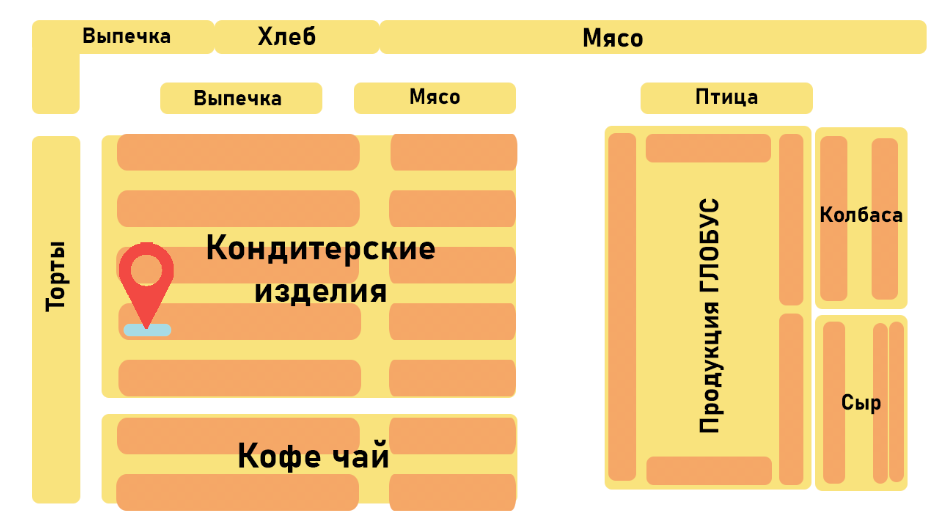 Выпечка
Хлеб
Мясо
Выпечка
Мясо
Птица
Торты
Кондитерские
изделия
Кофе чай
Продукция ГЛОБУС
Колбаса
Сыр